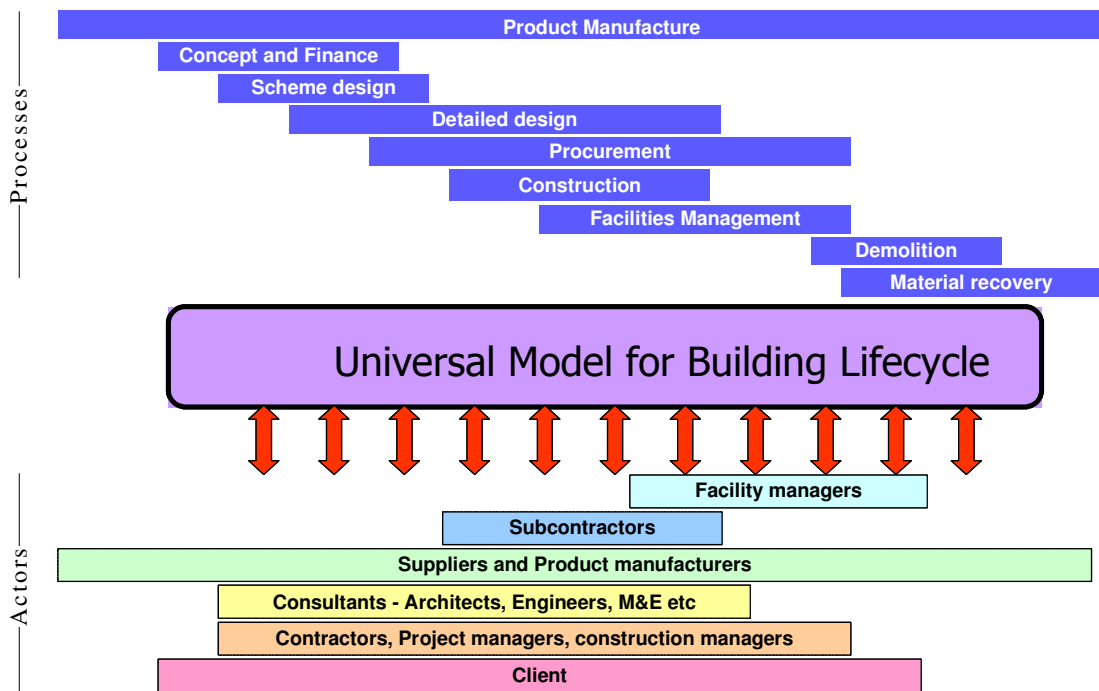 Processes
Product Manufacture
Concept and Finance
Scheme design
Detailed design
Procurement
Construction
Facilities Management
Demolition
Material recovery
Universal Model for Building Lifecycle
Actors
Facility managers
Subcontractors
Suppliers and Product manufacturers
Consultants - Architects, Engineers, M&E etc
Contractors, Project managers, construction managers
Client